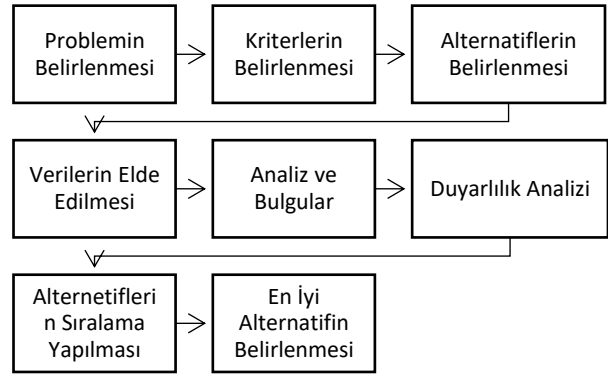 Problemin
Belirlenmesi
Kriterlerin
Belirlenmesi
Alternatiflerin
Belirlenmesi
Verilerin Elde
Edilmesi
Analiz ve
Bulgular
Duyarlılık Analizi
Alternetifleri
n Sıralama
Yapılması
En İyi
Alternatifin
Belirlenmesi